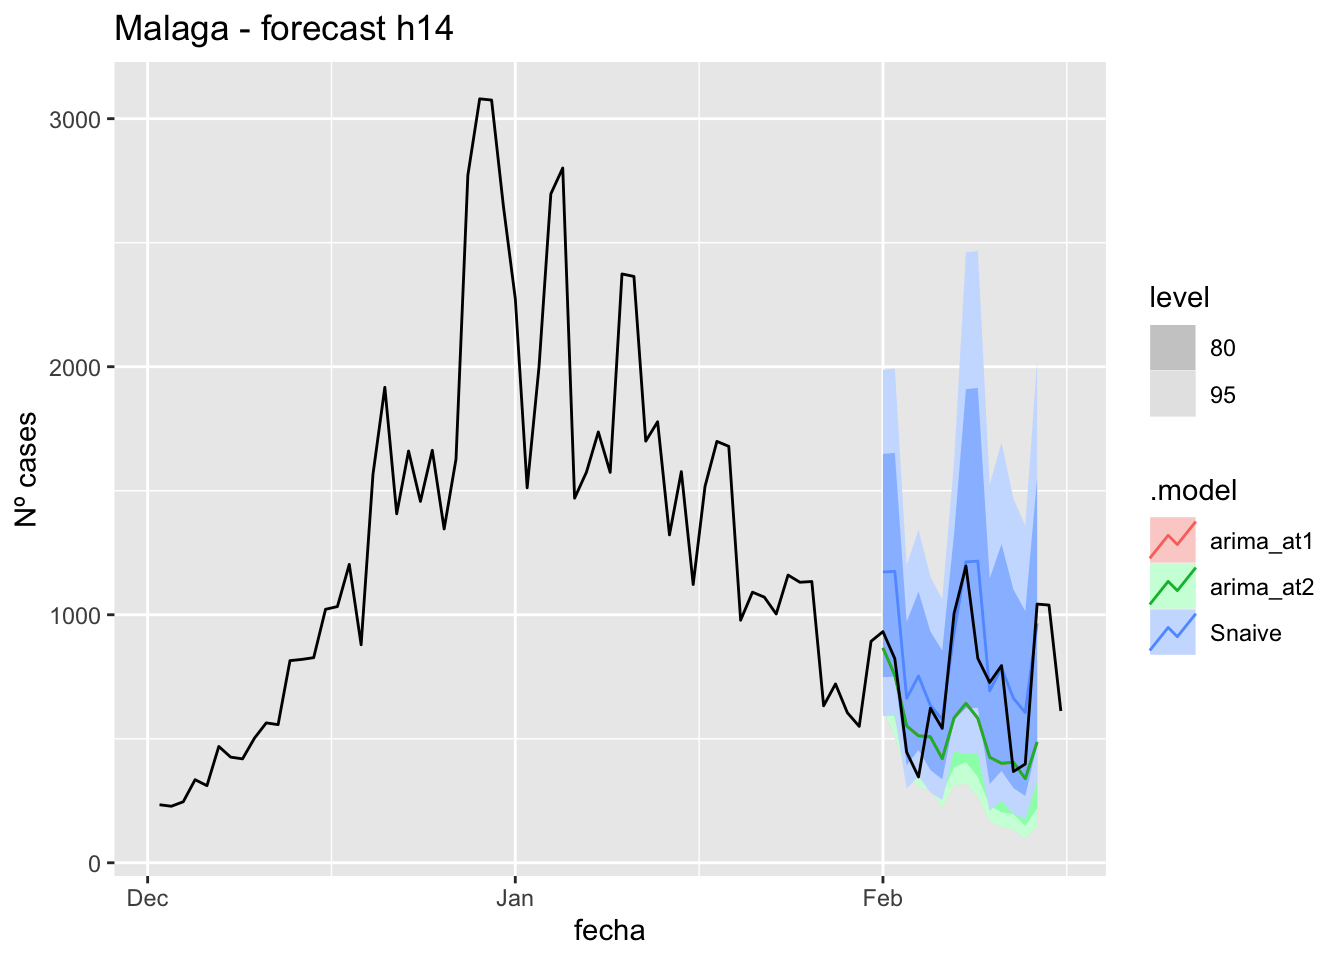 Malaga - forecast h14
Nº cases
3000
2000
1000
0
Dec
Jan
Feb
fecha
level
80
95
.model
arima_at1
arima_at2
Snaive